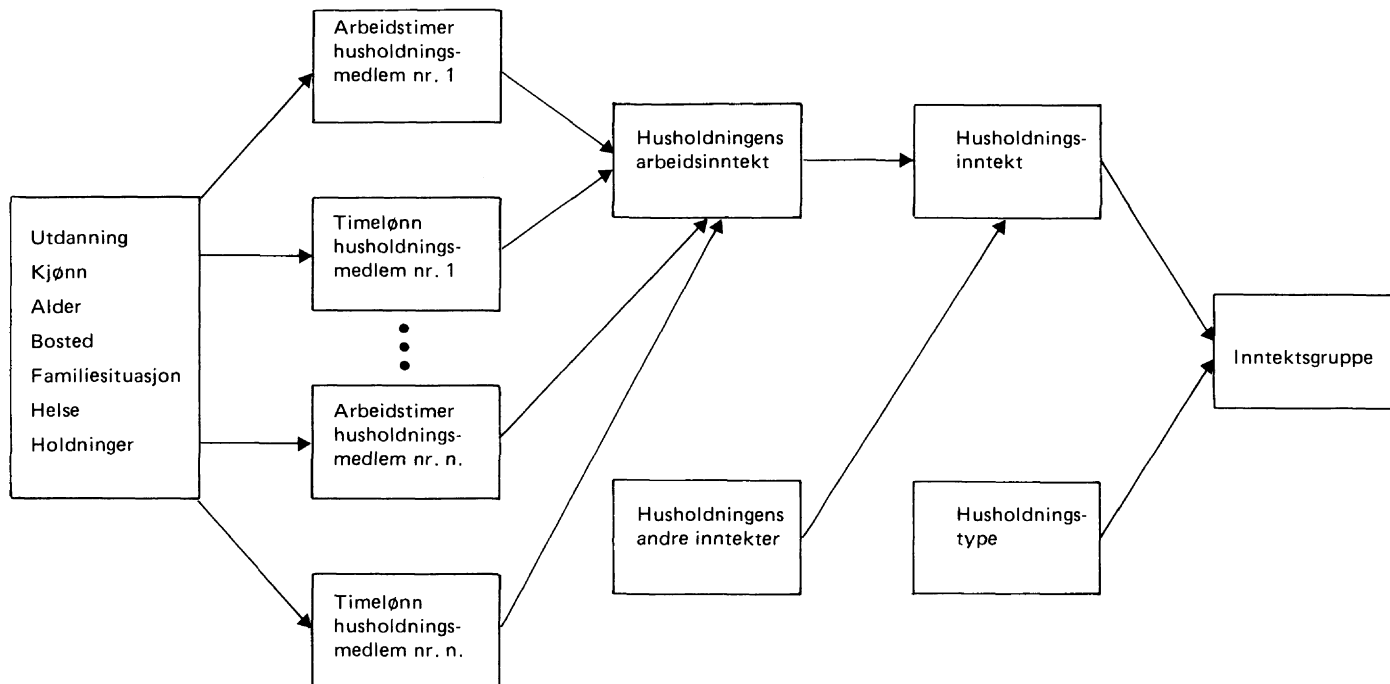 Utdanning
Kjønn
Alder
Bosted
Familiesituasjon
Helse
Holdninger
Arbeidstimer
husholdnings-
medlem nr. 1
Timelønn
husholdnings-
medlem nr. 1
Arbeidstimer
husholdnings-
medlem nr. n.
Timelønn
husholdnings-
medlem nr. n.
Husholdningens
arbeidsinntekt
Husholdningens
andre inntekter
Husholdnings-
inntekt
Husholdnings-
type
Inntektsgruppe